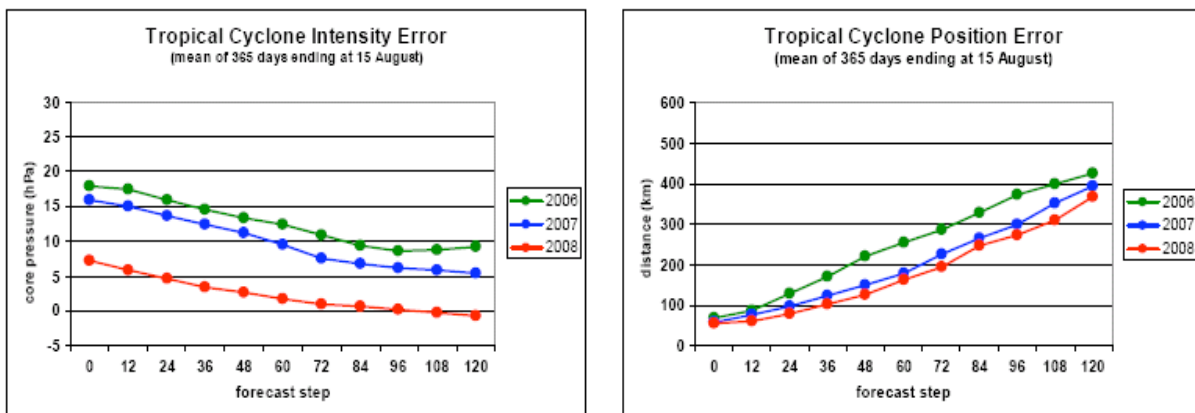 Tropical Cyclone Intensity Error
(mean of 365 days ending at 15 August)
30
25
20
15
10
5
0
-5
core pressure (hPa)
0 12 24 36 48 60 72 84 96 108 120
forecast step
2006
2007
2008
Tropical Cyclone Position Error
(mean of 365 days ending at 15 August)
600
500
400
300
200
100
0
distance (km)
0 12 24 36 48 60 72 84 96 108 120
forecast step
2006
2007
2008